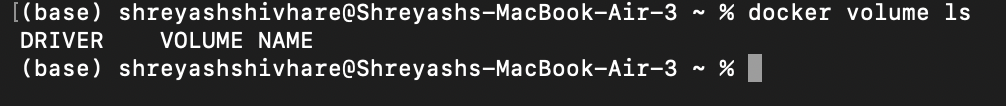 [(base) shreyashshivhare@Shreyashs-MacBook-Air-3 ~ % docker volume ls
DRIVER    VOLUME NAME
(base) shreyashshivhare@Shreyashs-MacBook-Air-3 ~ %